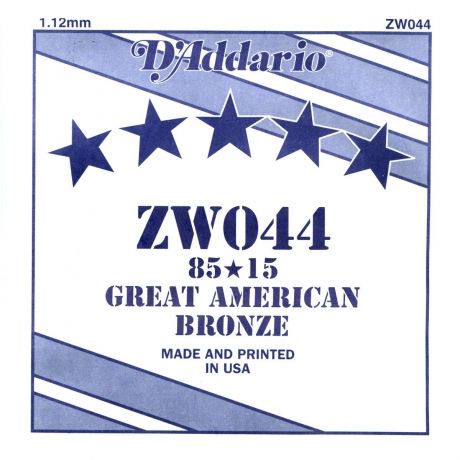 1.12mm ZW044
D'Addario®
ZW044
85★15
GREAT AMERICAN
BRONZE
MADE AND PRINTED
IN USA